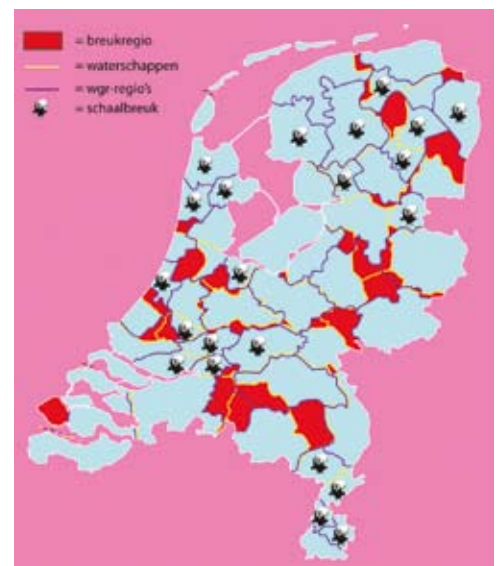 = breukregio
= waterschappen
= wgr-regio's
= schaalbreuk